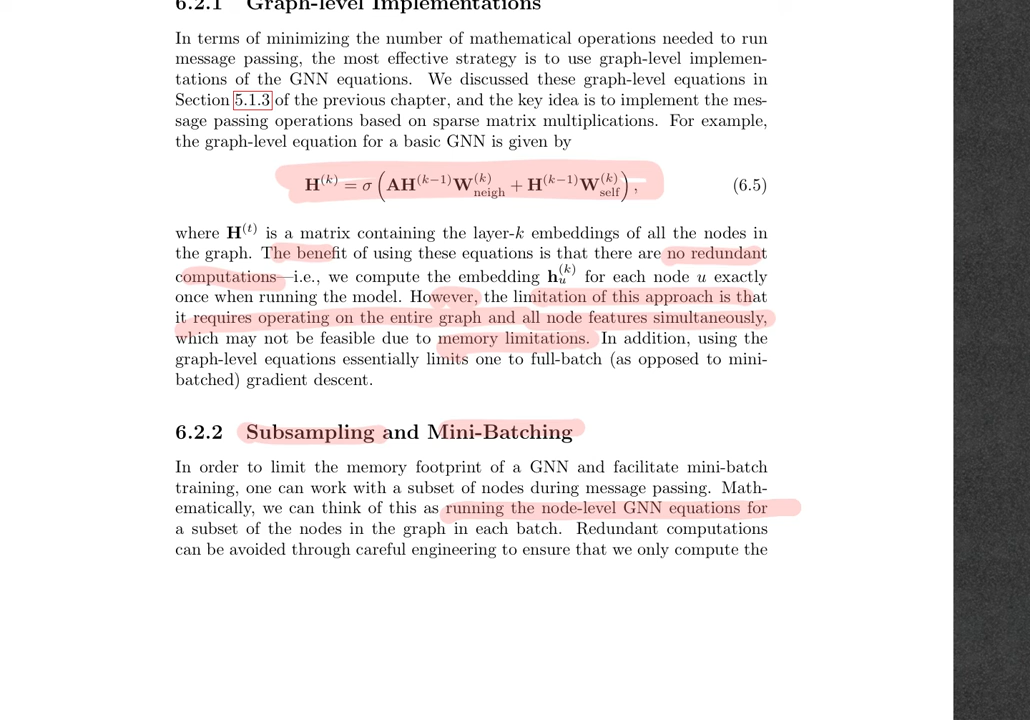 6.2.1 Graph-level Implementations
In terms of minimizing the number of mathematical operations needed to run
message passing, the most effective strategy is to use graph-level implemen-
tations of the GNN equations. We discussed these graph-level equations in
Section 5.1.3 of the previous chapter, and the key idea is to implement the mes-
sage passing operations based on sparse matrix multiplications. For example,
the graph-level equation for a basic GNN is given by
H^(k) = σ (AH^(k−1)W_neigh^(k) + H^(k−1)W_self^(k)), (6.5)
where H^(t) is a matrix containing the layer-k embeddings of all the nodes in
the graph. The benefit of using these equations is that there are no redundant
computations—i.e., we compute the embedding h_u^(k) for each node u exactly
once when running the model. However, the limitation of this approach is that
it requires operating on the entire graph and all node features simultaneously,
which may not be feasible due to memory limitations. In addition, using the
graph-level equations essentially limits one to full-batch (as opposed to mini-
batched) gradient descent.
6.2.2 Subsampling and Mini-Batching
In order to limit the memory footprint of a GNN and facilitate mini-batch
training, one can work with a subset of nodes during message passing. Math-
ematically, we can think of this as running the node-level GNN equations for
a subset of the nodes in the graph in each batch. Redundant computations
can be avoided through careful engineering to ensure that we only compute the